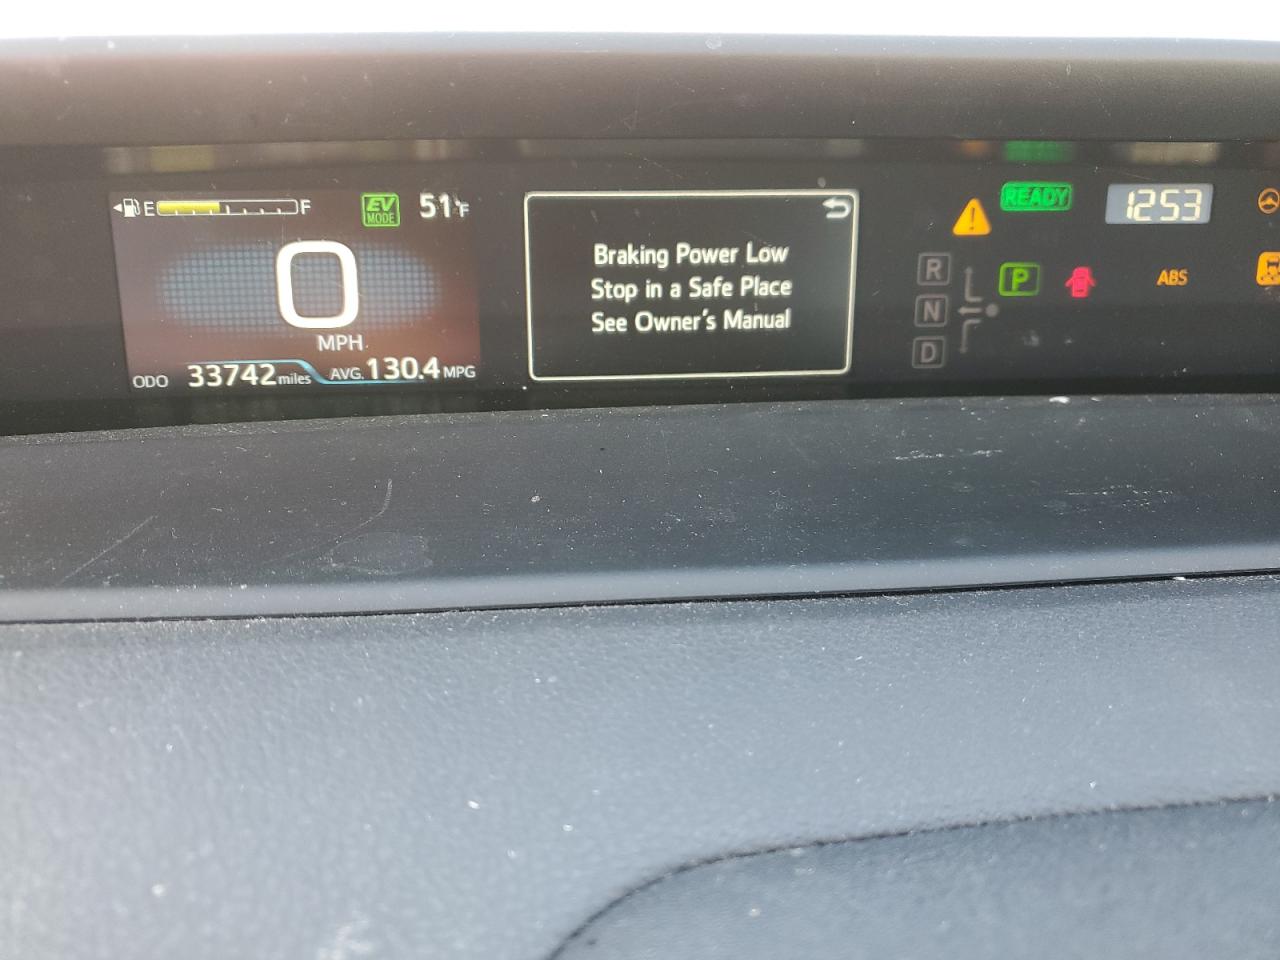 E F
EV
MODE
51°F
0
MPH
ODO 33742 miles AVG. 130.4 MPG
Braking Power Low
Stop in a Safe Place
See Owner's Manual
READY
12 53
R
N
D
P
ABS